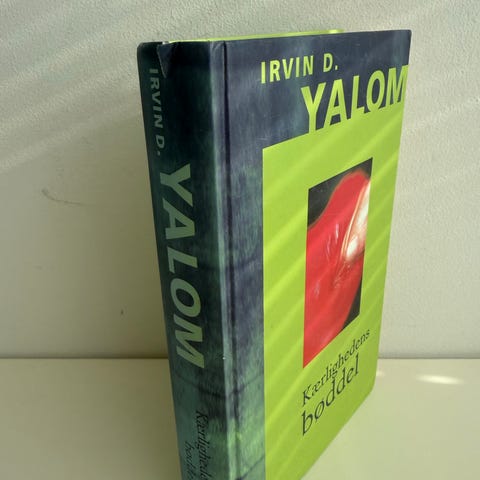 IRVIN D.
YALOM
Kærlighedens
bøddel
IRVIN D.
YALOM